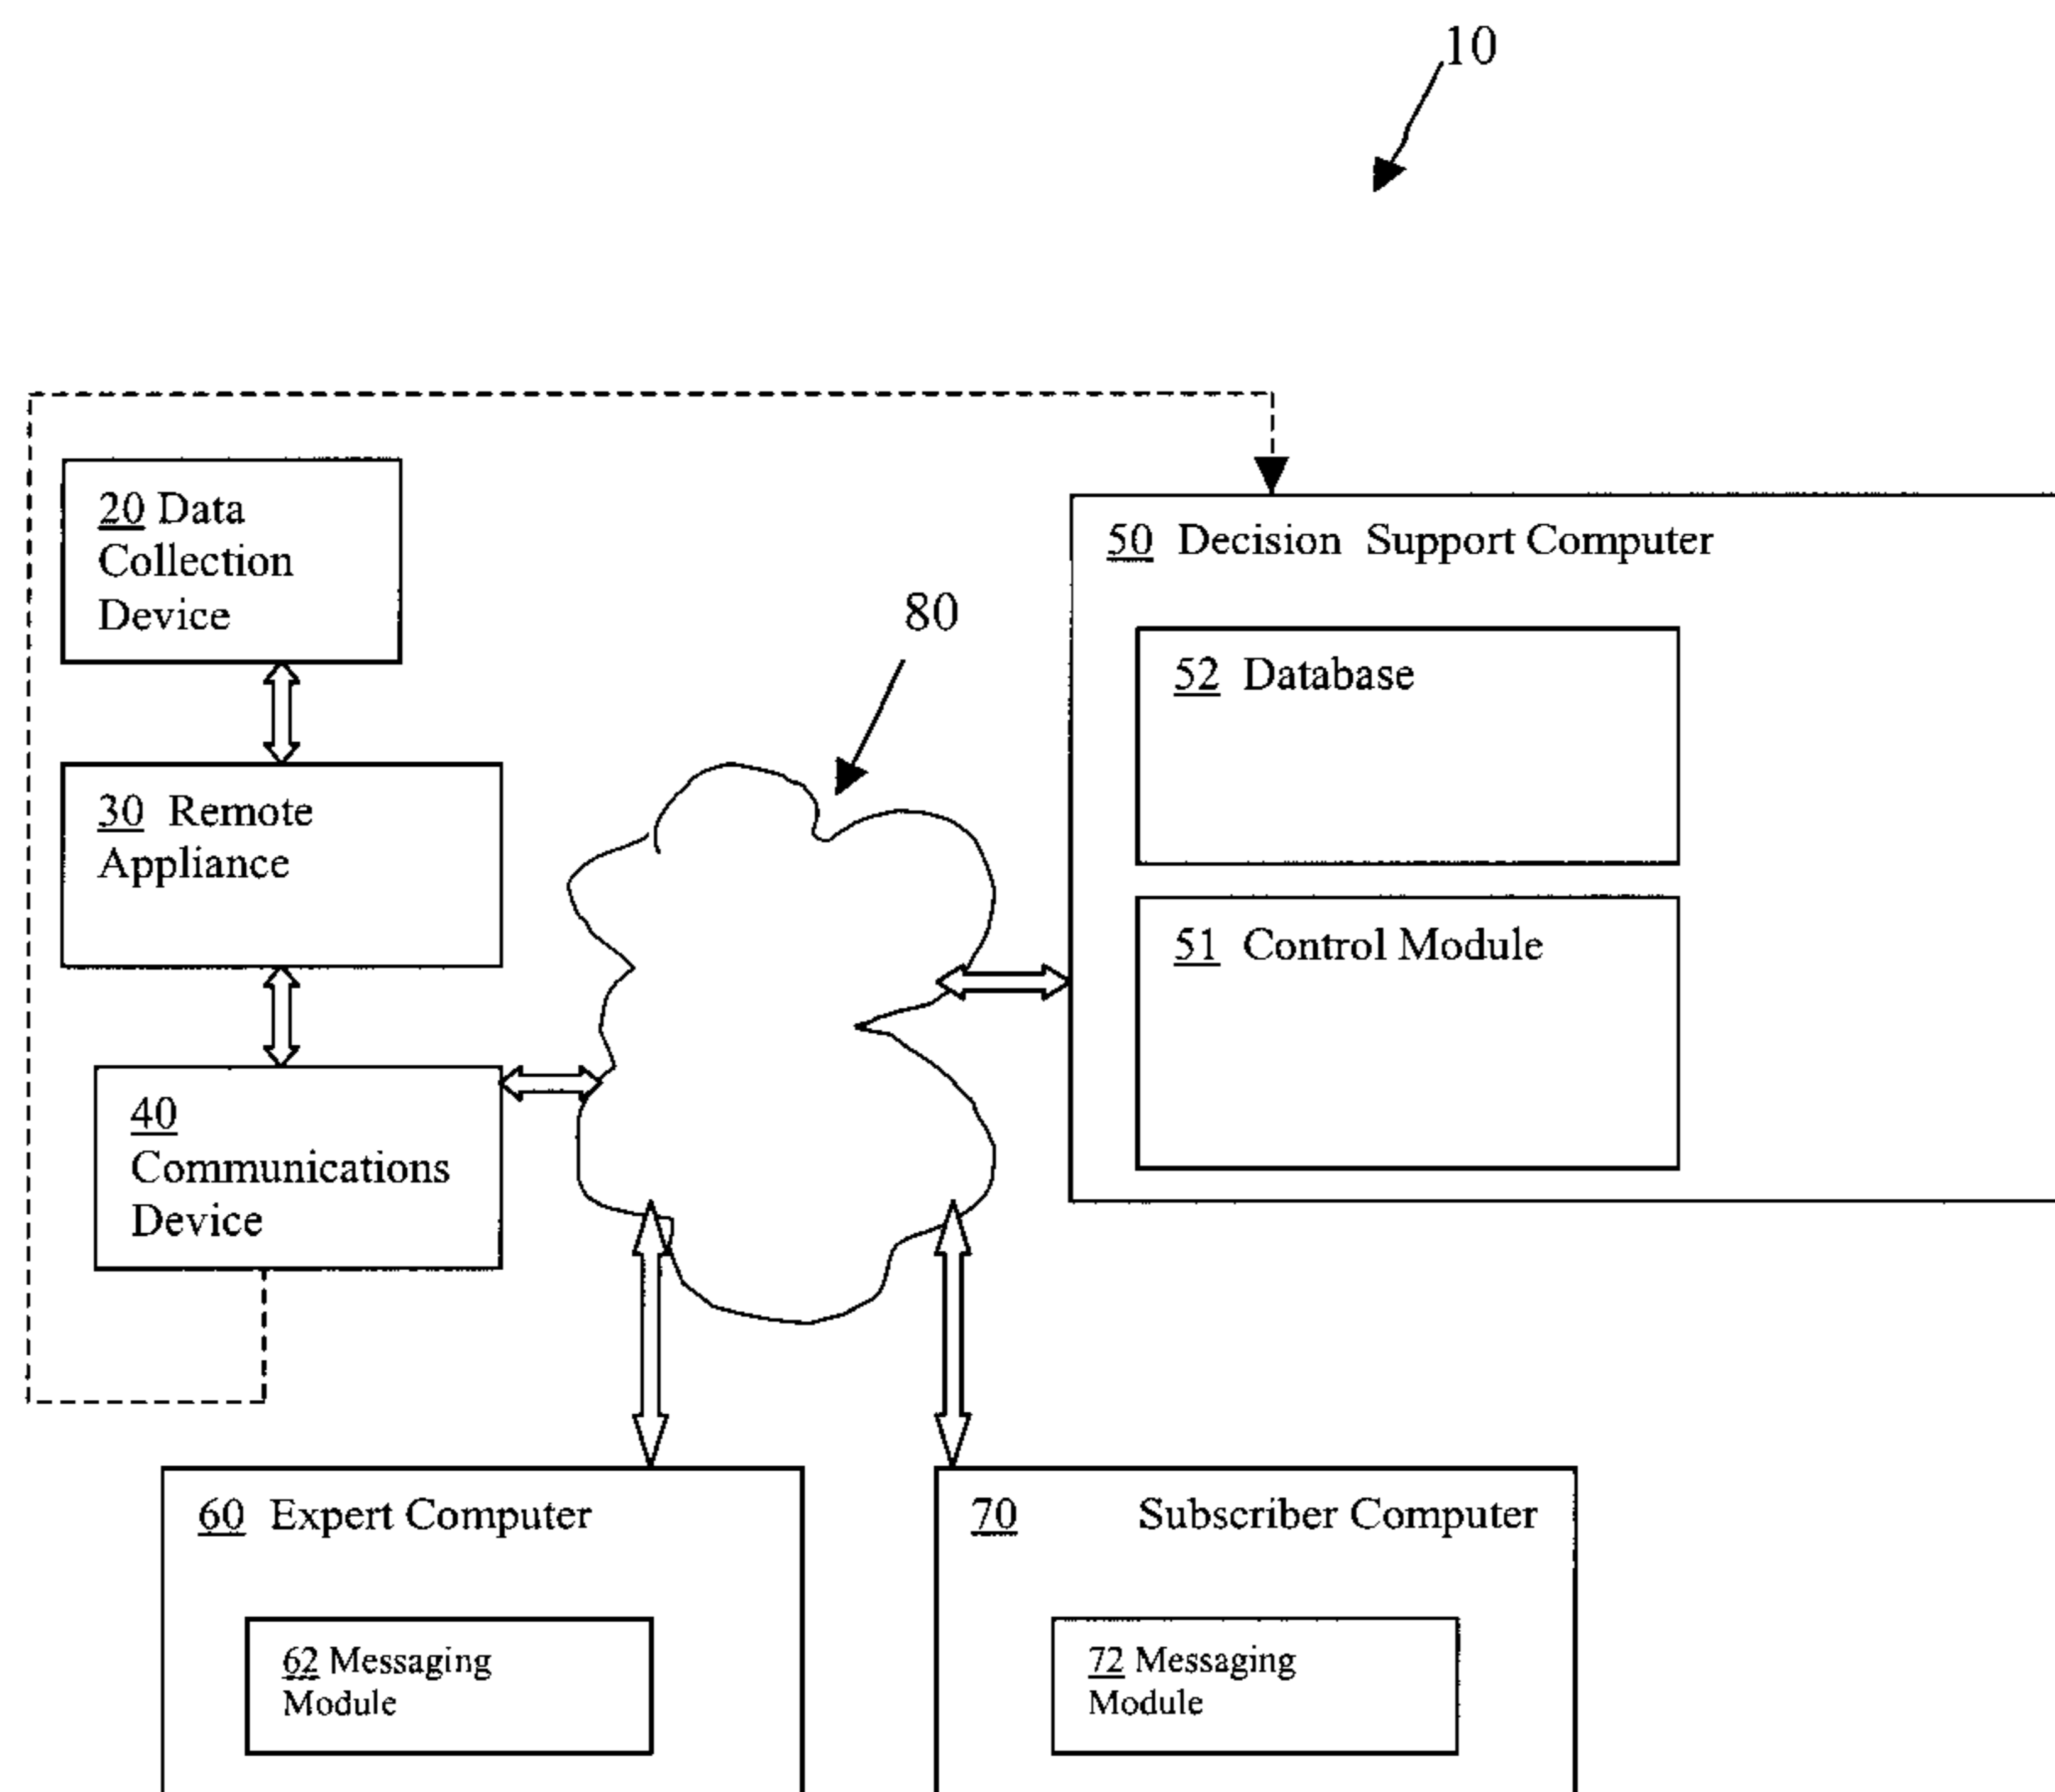 10
20 Data
Collection
Device
50 Decision Support Computer
80
52 Database
30 Remote
Appliance
51 Control Module
40
Communications
Device
60 Expert Computer
70 Subscriber Computer
62 Messaging
Module
72 Messaging
Module